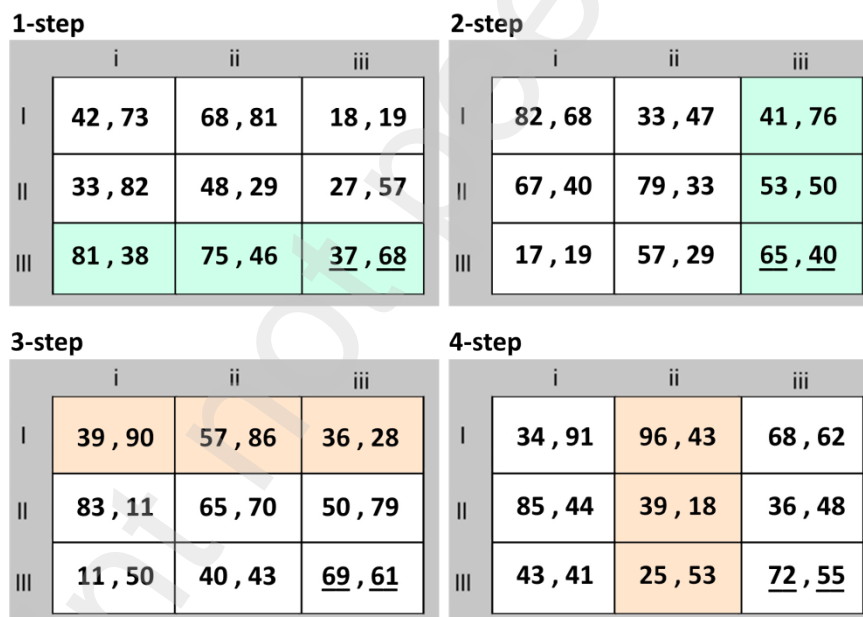 1-step
i ii iii
I 42 , 73 68 , 81 18 , 19
II 33 , 82 48 , 29 27 , 57
III 81 , 38 75 , 46 37 , 68
2-step
i ii iii
I 82 , 68 33 , 47 41 , 76
II 67 , 40 79 , 33 53 , 50
III 17 , 19 57 , 29 65 , 40
3-step
i ii iii
I 39 , 90 57 , 86 36 , 28
II 83 , 11 65 , 70 50 , 79
III 11 , 50 40 , 43 69 , 61
4-step
i ii iii
I 34 , 91 96 , 43 68 , 62
II 85 , 44 39 , 18 36 , 48
III 43 , 41 25 , 53 72 , 55